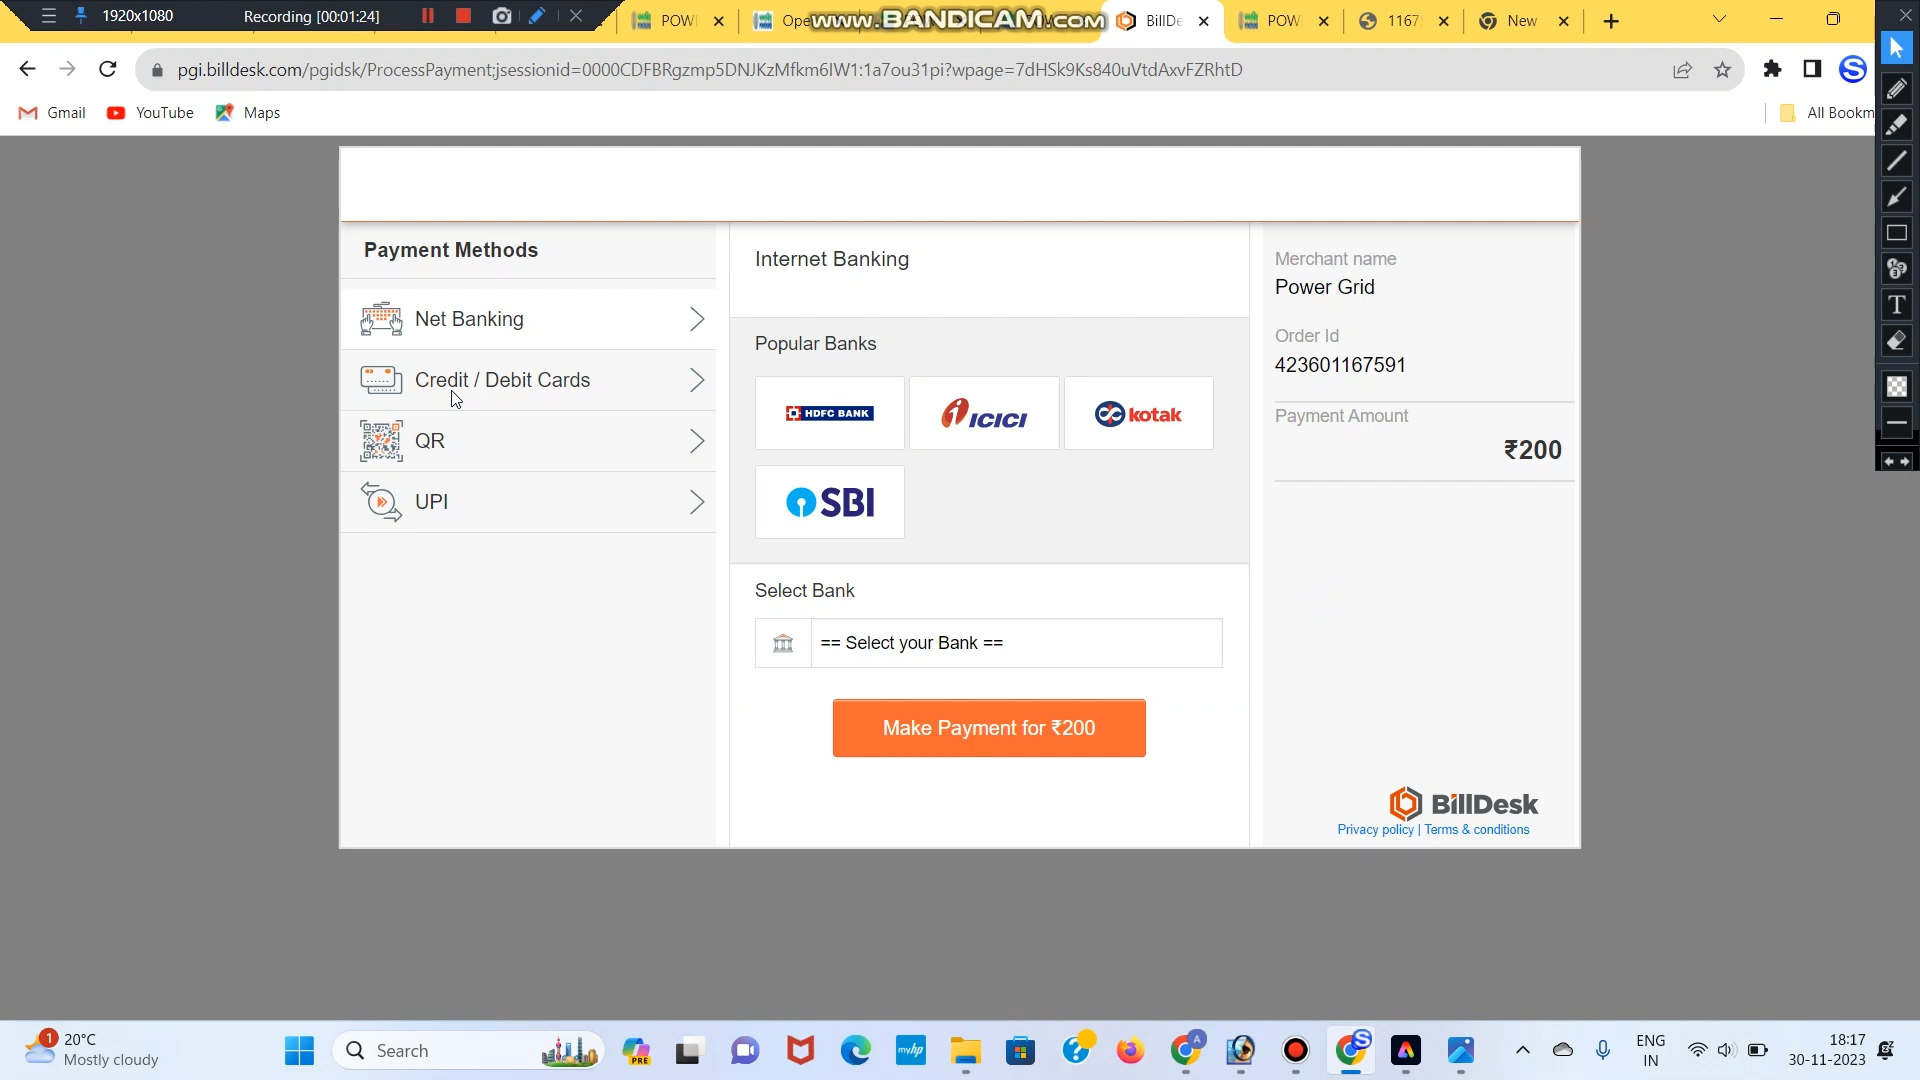 1920x1080
Recording [00:01:24]
POW
Ope
www.BANDICAM.com
BillDe
POW
1167
New
pgi.billdesk.com/pgidsk/ProcessPayment;jsessionid=0000CDFBRgzmp5DNJKzMfkm6IW1:1a7ou31pi?wpage=7dHSk9Ks840uVtdAxvFZRhtD
Gmail
YouTube
Maps
All Bookm
Payment Methods
Net Banking
Credit / Debit Cards
QR
UPI
Internet Banking
Popular Banks
HDFC BANK
ICICI
kotak
SBI
Select Bank
== Select your Bank ==
Make Payment for ₹200
Merchant name
Power Grid
Order Id
423601167591
Payment Amount
₹200
BillDesk
Privacy policy | Terms & conditions
1
20°C
Mostly cloudy
Search
PRE
myhp
ENG
IN
18:17
30-11-2023